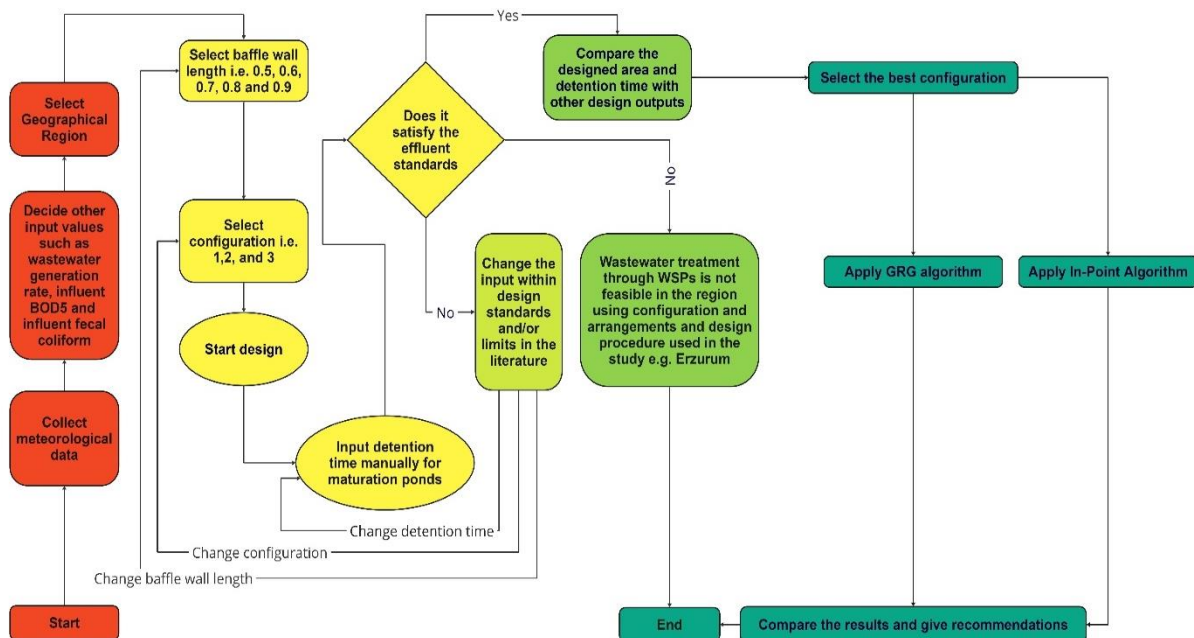 Start
Collect
meteorological
data
Decide other
input values
such as
wastewater
generation
rate, influent
BOD5 and
influent fecal
coliform
Select
Geographical
Region
Select baffle wall
length i.e. 0.5, 0.6,
0.7, 0.8 and 0.9
Select
configuration i.e.
1,2, and 3
Start design
Input detention
time manually for
maturation ponds
Does it
satisfy the
effluent
standards
Yes
No
No
Change the
input within
design
standards
and/or
limits in the
literature
Change detention time
Change configuration
Change baffle wall length
Compare the
designed area and
detention time with
other design outputs
Wastewater treatment
through WSPs is not
feasible in the region
using configuration and
arrangements and design
procedure used in the
study e.g. Erzurum
Select the best configuration
Apply GRG algorithm
Apply In-Point Algorithm
Compare the results and give recommendations
End